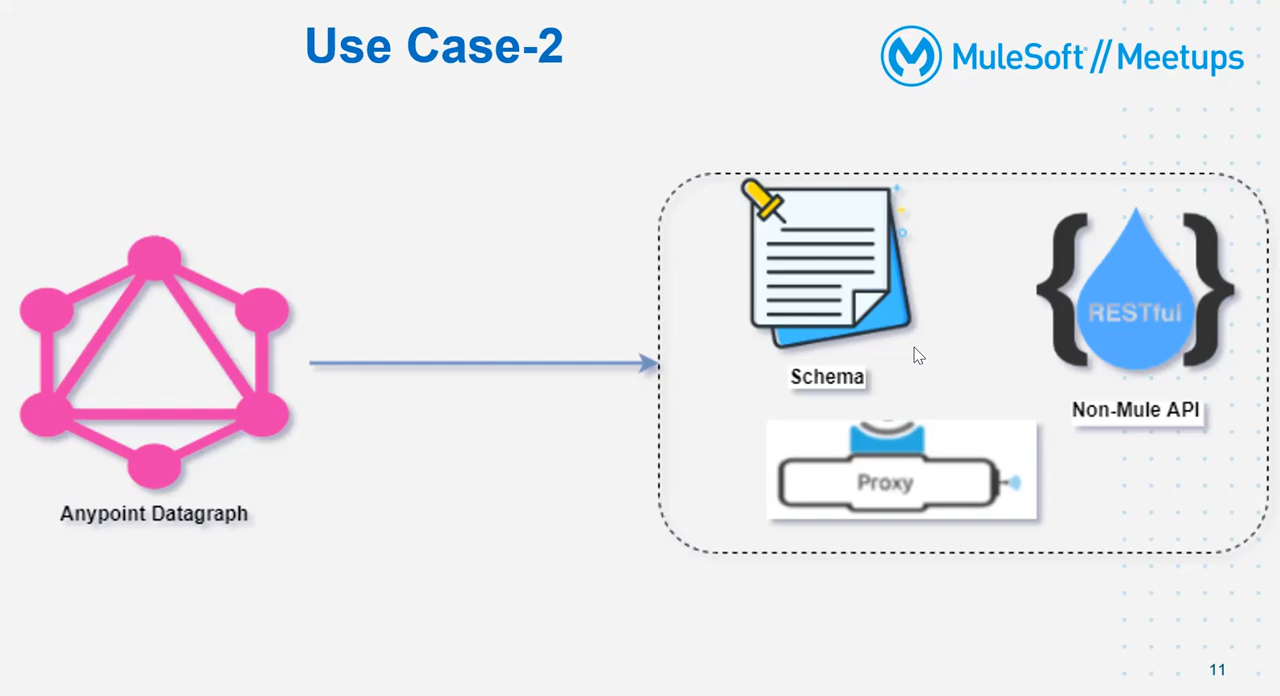 Use Case-2
MuleSoft // Meetups
Schema
RESTful
Non-Mule API
Proxy
Anypoint Datagraph
11